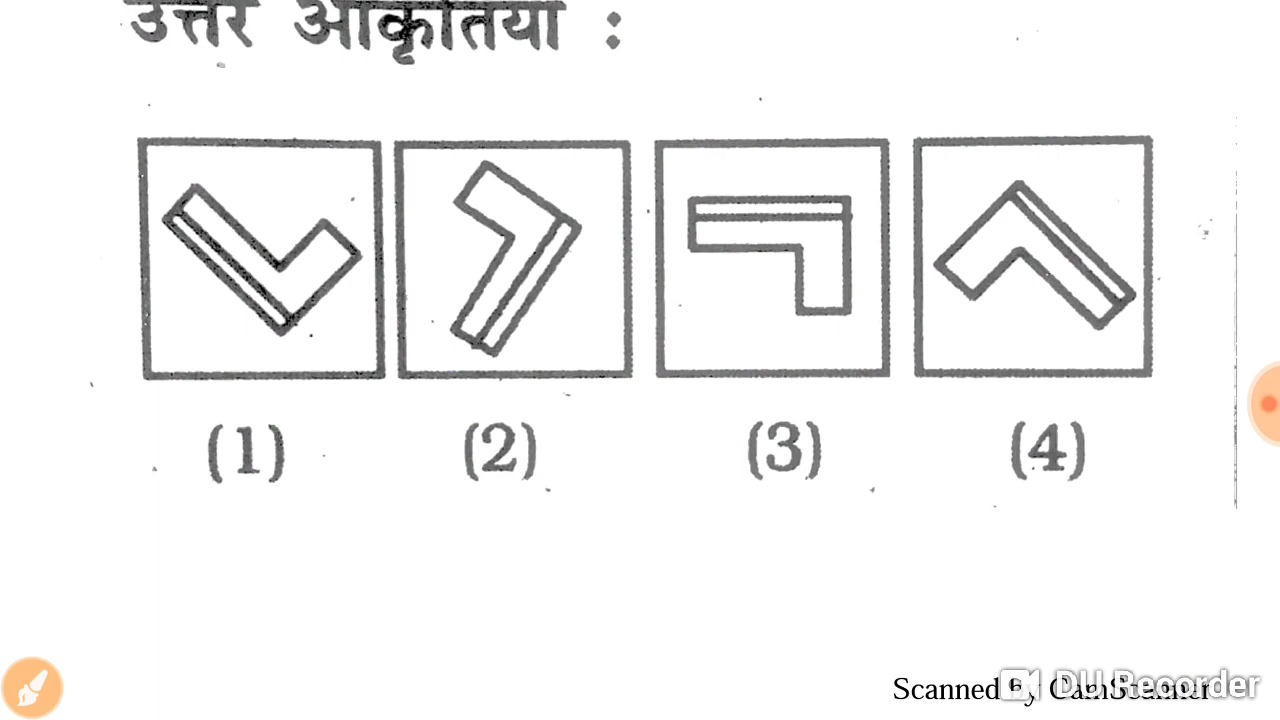 उत्तर आकृतियाँ :
(1) (2) (3) (4)
Scanned by CamScanner
DU Recorder